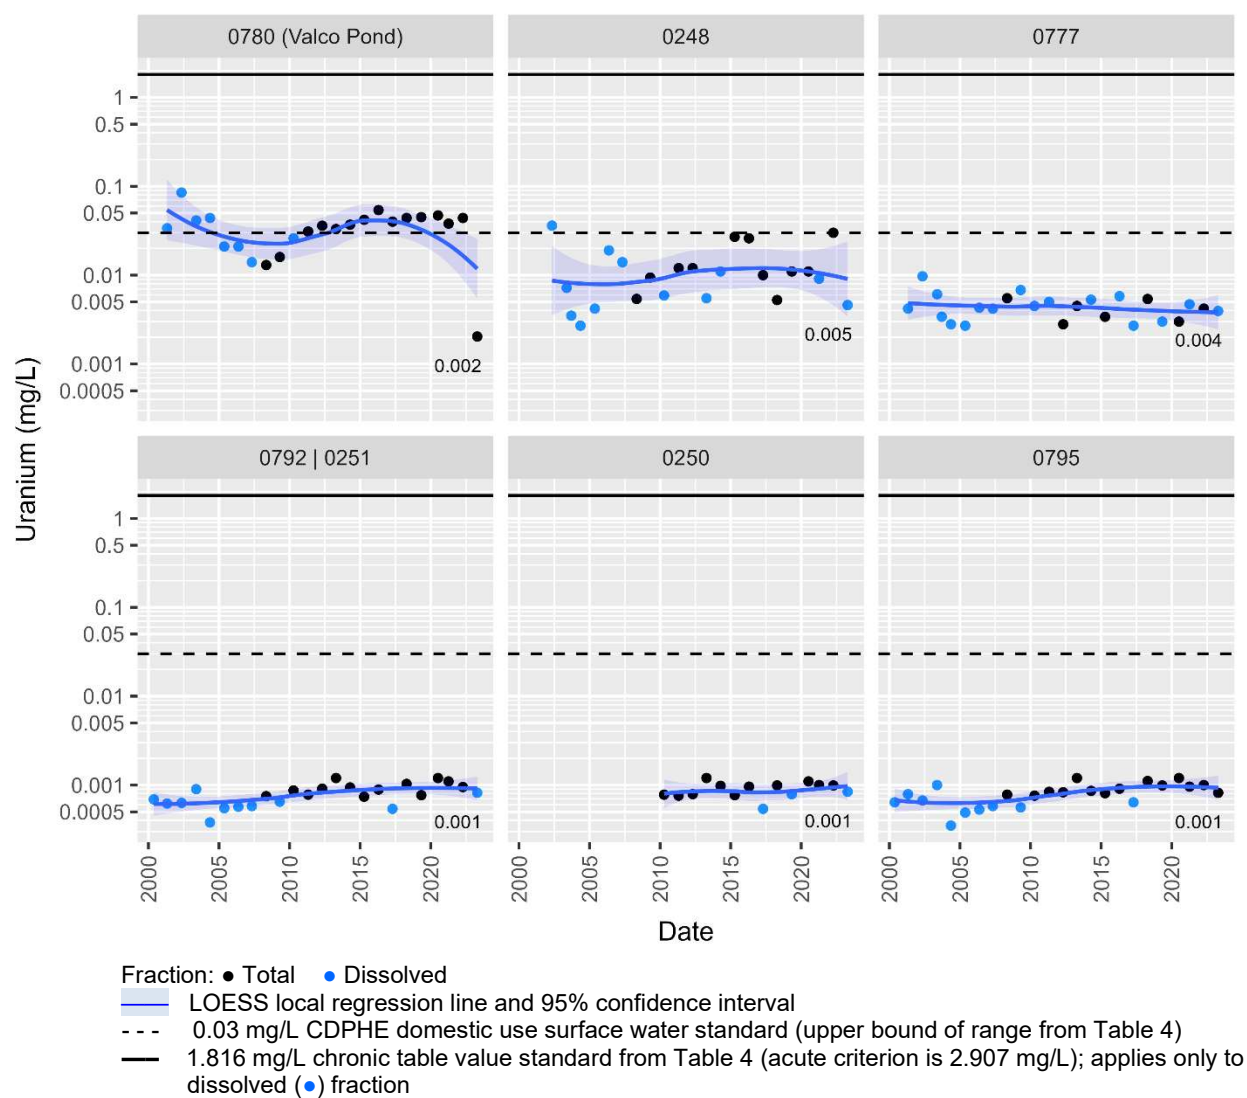 0780 (Valco Pond) 0248 0777
1
0.5
0.1
0.05
0.01
0.005
0.001
0.0005
0.002
0.005
0.004
Uranium (mg/L)
0792 | 0251 0250 0795
1
0.5
0.1
0.05
0.01
0.005
0.001
0.0005
0.001
0.001
0.001
2000 2005 2010 2015 2020 2000 2005 2010 2015 2020 2000 2005 2010 2015 2020
Date
Fraction: ● Total ● Dissolved
LOESS local regression line and 95% confidence interval
0.03 mg/L CDPHE domestic use surface water standard (upper bound of range from Table 4)
1.816 mg/L chronic table value standard from Table 4 (acute criterion is 2.907 mg/L); applies only to
dissolved (●) fraction